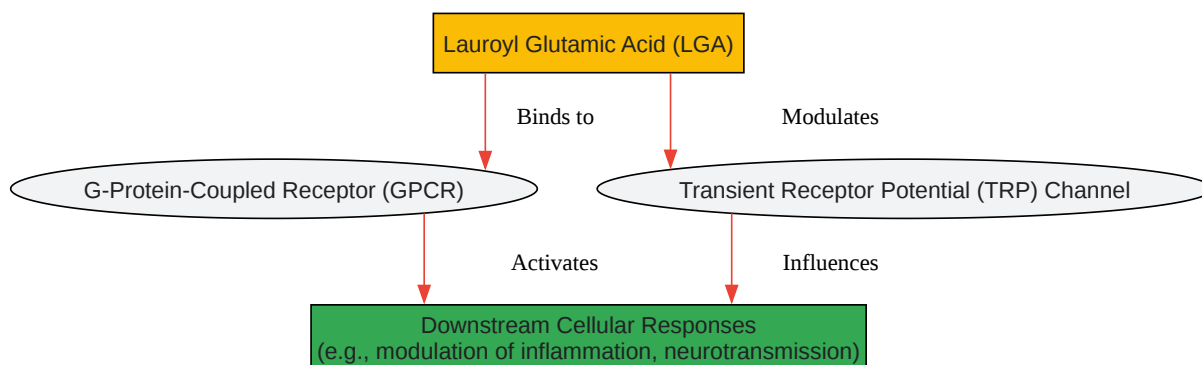 Lauroyl Glutamic Acid (LGA)
Binds to
Modulates
G-Protein-Coupled Receptor (GPCR)
Transient Receptor Potential (TRP) Channel
Activates
Influences
Downstream Cellular Responses
(e.g., modulation of inflammation, neurotransmission)